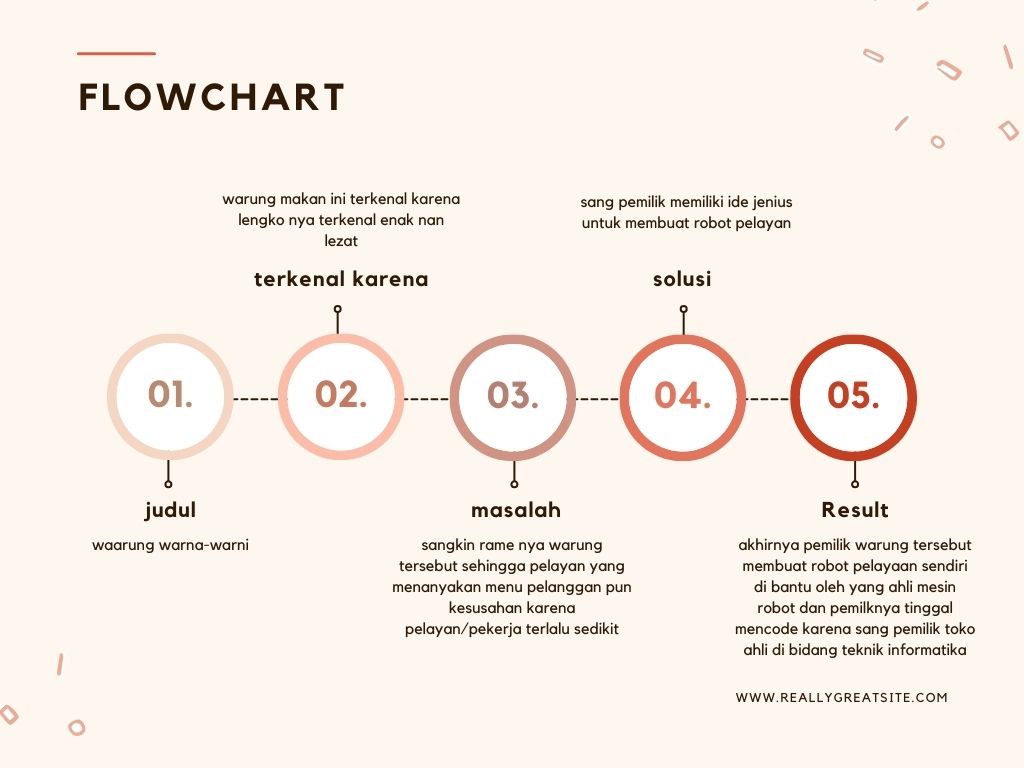 FLOWCHART
warung makan ini terkenal karena
lengko nya terkenal enak nan
lezat
terkenal karena
sang pemilik memiliki ide jenius
untuk membuat robot pelayan
solusi
01.
02.
03.
04.
05.
judul
waarung warna-warni
masalah
sangkin rame nya warung
tersebut sehingga pelayan yang
menanyakan menu pelanggan pun
kesusahan karena
pelayan/pekerja terlalu sedikit
Result
akhirnya pemilik warung tersebut
membuat robot pelayaan sendiri
di bantu oleh yang ahli mesin
robot dan pemilknya tinggal
mencode karena sang pemilik toko
ahli di bidang teknik informatika
WWW.REALLYGREATSITE.COM